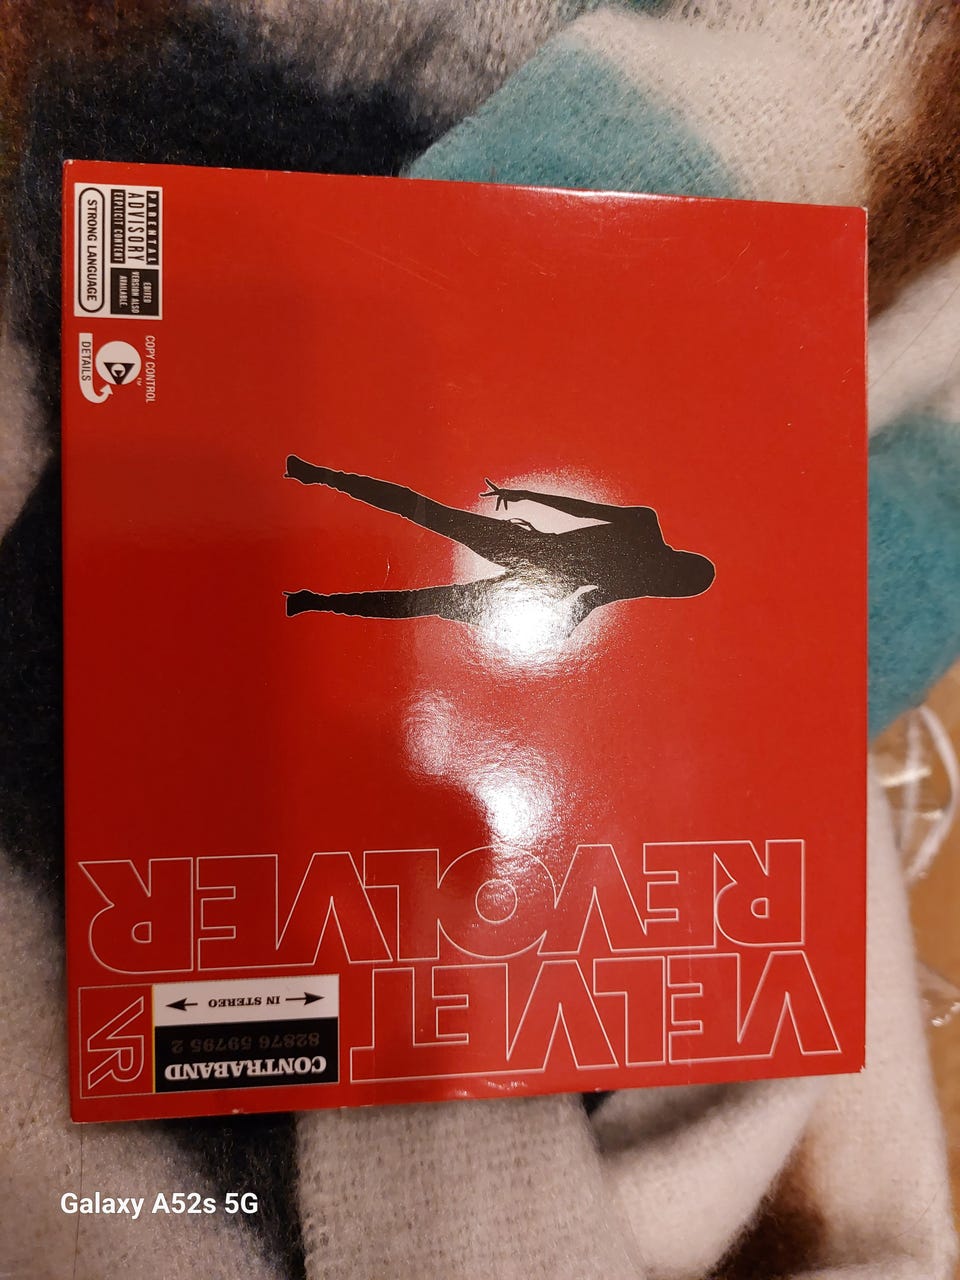 VELVET
REVOLVER
CONTRABAND
82876 59795 2
IN STEREO
VR
PARENTAL
ADVISORY
EXPLICIT CONTENT
EDITED
VERSION ALSO
AVAILABLE
STRONG LANGUAGE
COPY CONTROL
TM
DETAILS
Galaxy A52s 5G